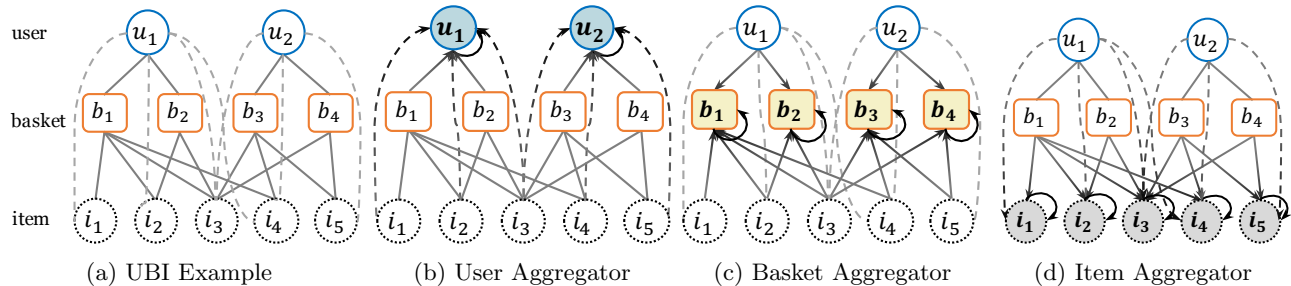 user u1 u2 u1 u2 u1 u2 u1 u2
basket b1 b2 b3 b4 b1 b2 b3 b4 b1 b2 b3 b4 b1 b2 b3 b4
item i1 i2 i3 i4 i5 i1 i2 i3 i4 i5 i1 i2 i3 i4 i5 i1 i2 i3 i4 i5
(a) UBI Example (b) User Aggregator (c) Basket Aggregator (d) Item Aggregator